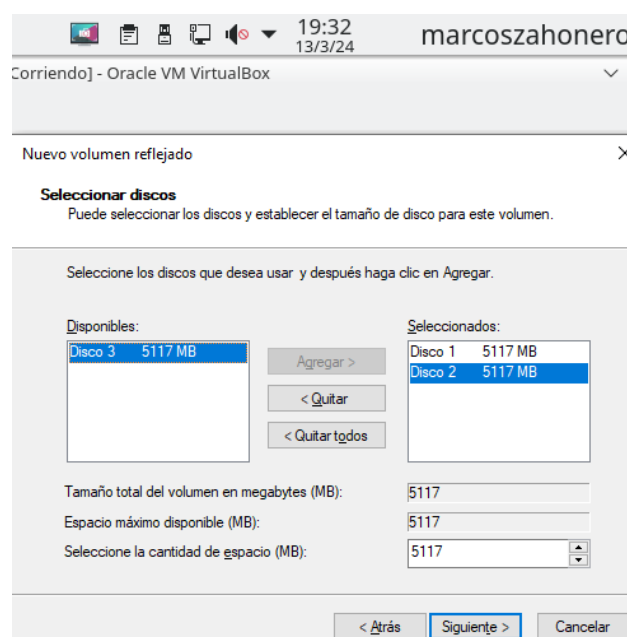 19:32
13/3/24
marcoszahonero
Corriendo] - Oracle VM VirtualBox
Nuevo volumen reflejado
Seleccionar discos
Puede seleccionar los discos y establecer el tamaño de disco para este volumen.
Seleccione los discos que desea usar y después haga clic en Agregar.
Disponibles:
Seleccionados:
Disco 3 5117 MB
Agregar >
Disco 1 5117 MB
Disco 2 5117 MB
< Quitar
< Quitar todos
Tamaño total del volumen en megabytes (MB): 5117
Espacio máximo disponible (MB): 5117
Seleccione la cantidad de espacio (MB): 5117
< Atrás Siguiente > Cancelar